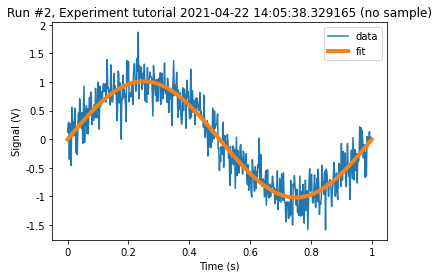 Run #2, Experiment tutorial 2021-04-22 14:05:38.329165 (no sample)
data
fit
Signal (V)
2
1.5
1
0.5
0
-0.5
-1
-1.5
0
0.2
0.4
0.6
0.8
1
Time (s)